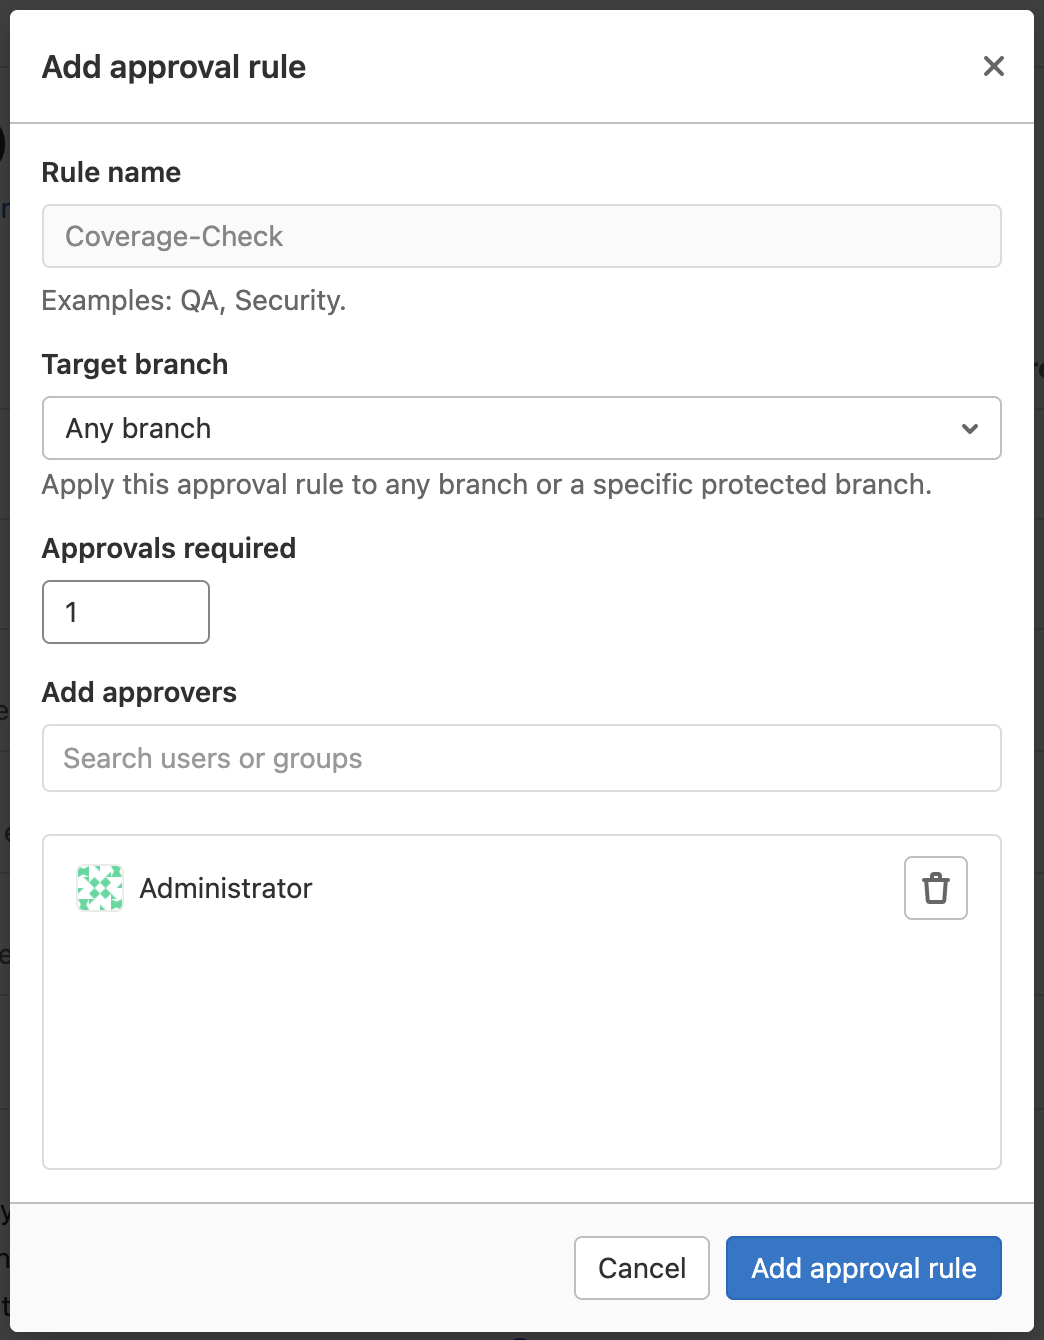 Add approval rule
Rule name
Coverage-Check
Examples: QA, Security.
Target branch
Any branch
Apply this approval rule to any branch or a specific protected branch.
Approvals required
1
Add approvers
Search users or groups
Administrator
Cancel
Add approval rule